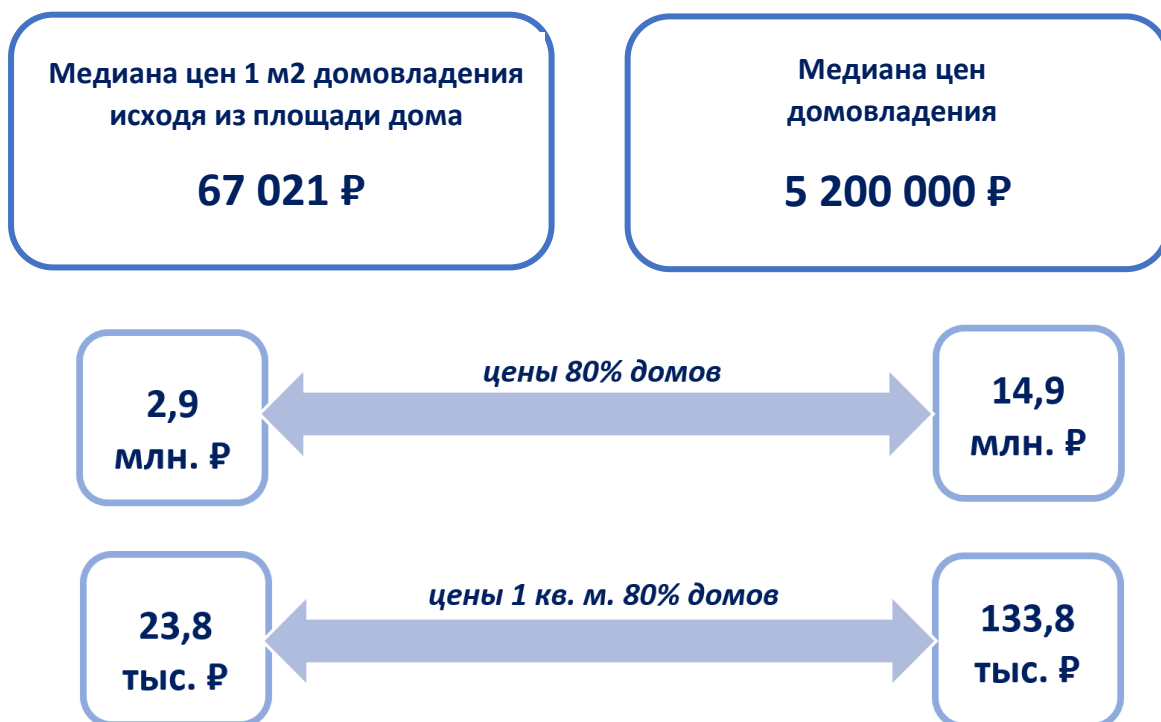 Медиана цен 1 м2 домовладения
исходя из площади дома
67 021 ₽
Медиана цен
домовладения
5 200 000 ₽
цены 80% домов
2,9
млн. ₽
14,9
млн. ₽
цены 1 кв. м. 80% домов
23,8
тыс. ₽
133,8
тыс. ₽